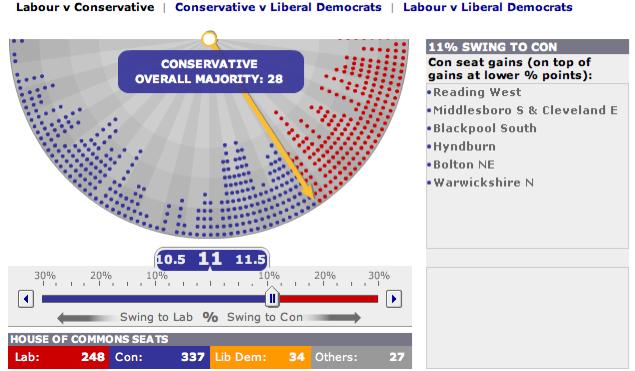 Labour v Conservative | Conservative v Liberal Democrats | Labour v Liberal Democrats
CONSERVATIVE
OVERALL MAJORITY: 28
11% SWING TO CON
Con seat gains (on top of
gains at lower % points):
Reading West
Middlesboro S & Cleveland E
Blackpool South
Hyndburn
Bolton NE
Warwickshire N
10.5 11 11.5
30% 20% 10% 10% 20% 30%
Swing to Lab % Swing to Con
HOUSE OF COMMONS SEATS
Lab: 248 Con: 337 Lib Dem: 34 Others: 27